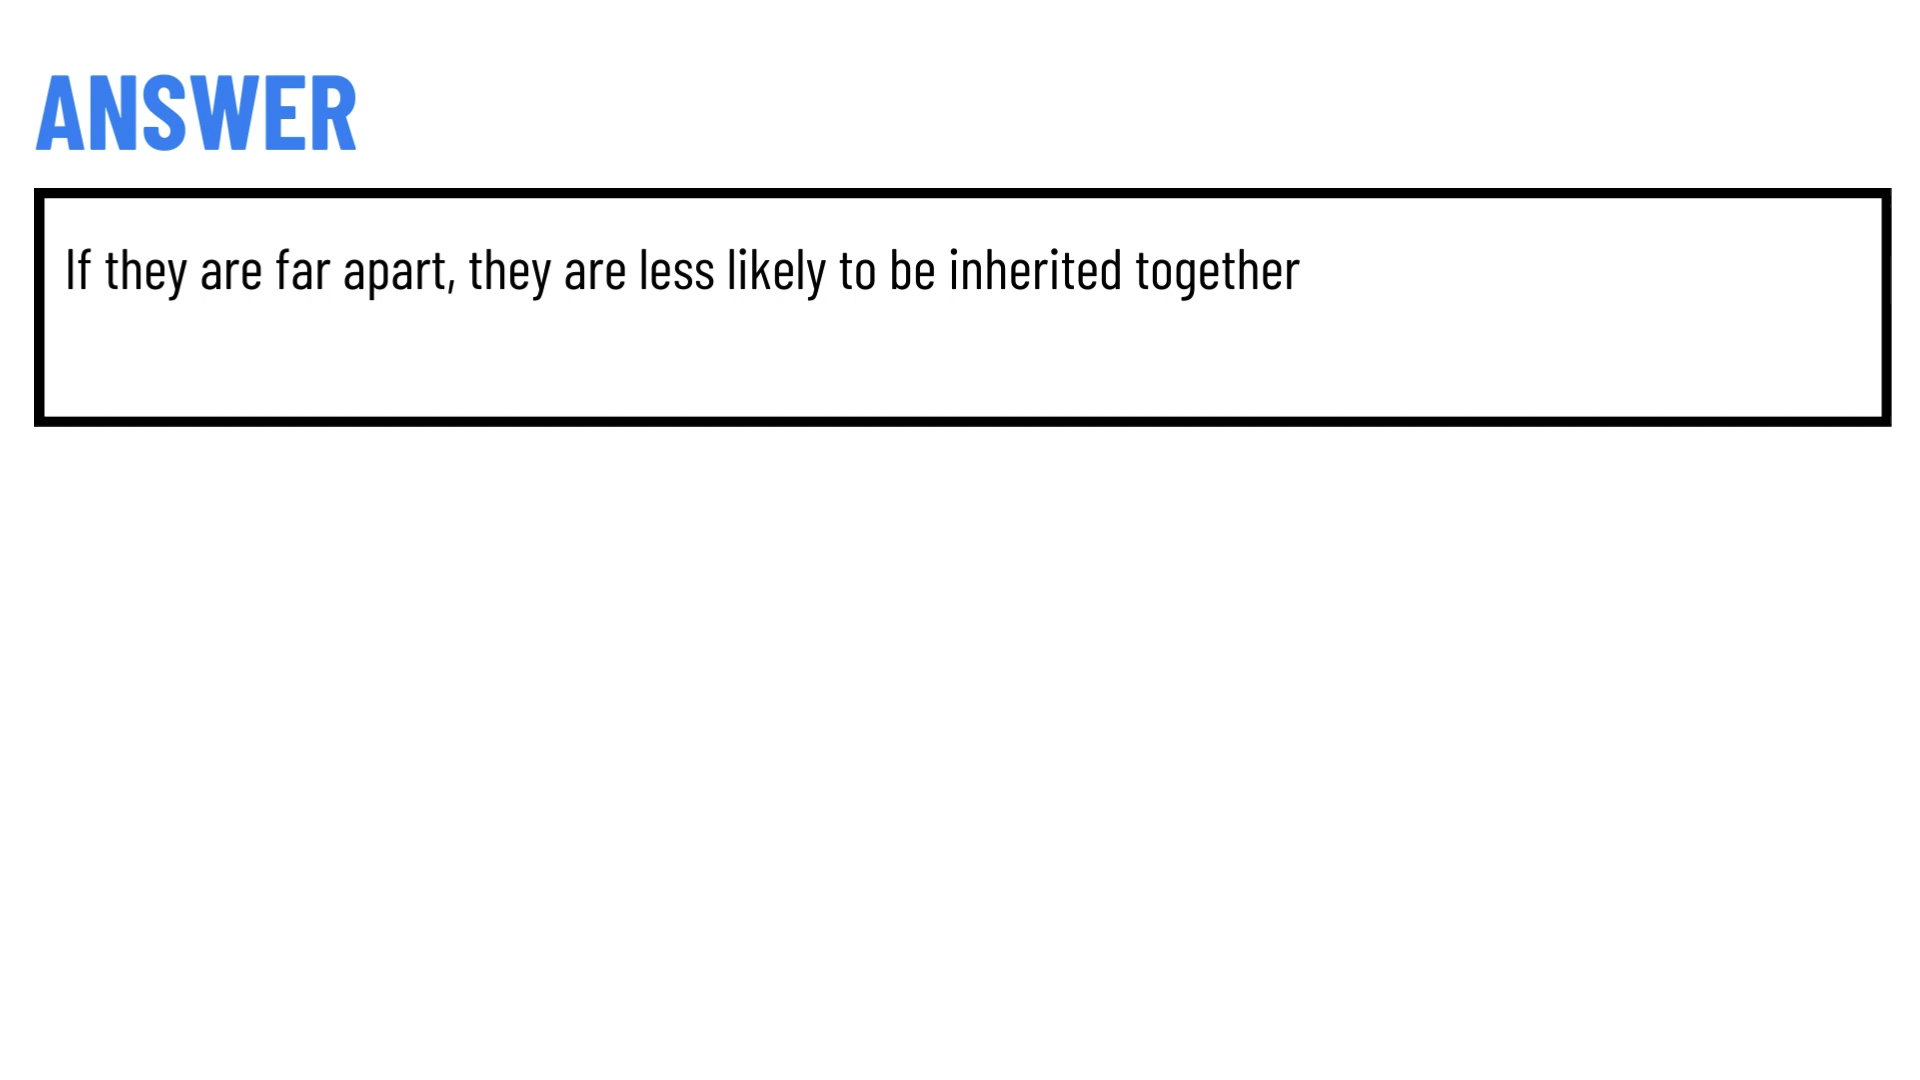 ANSWER
If they are far apart, they are less likely to be inherited together